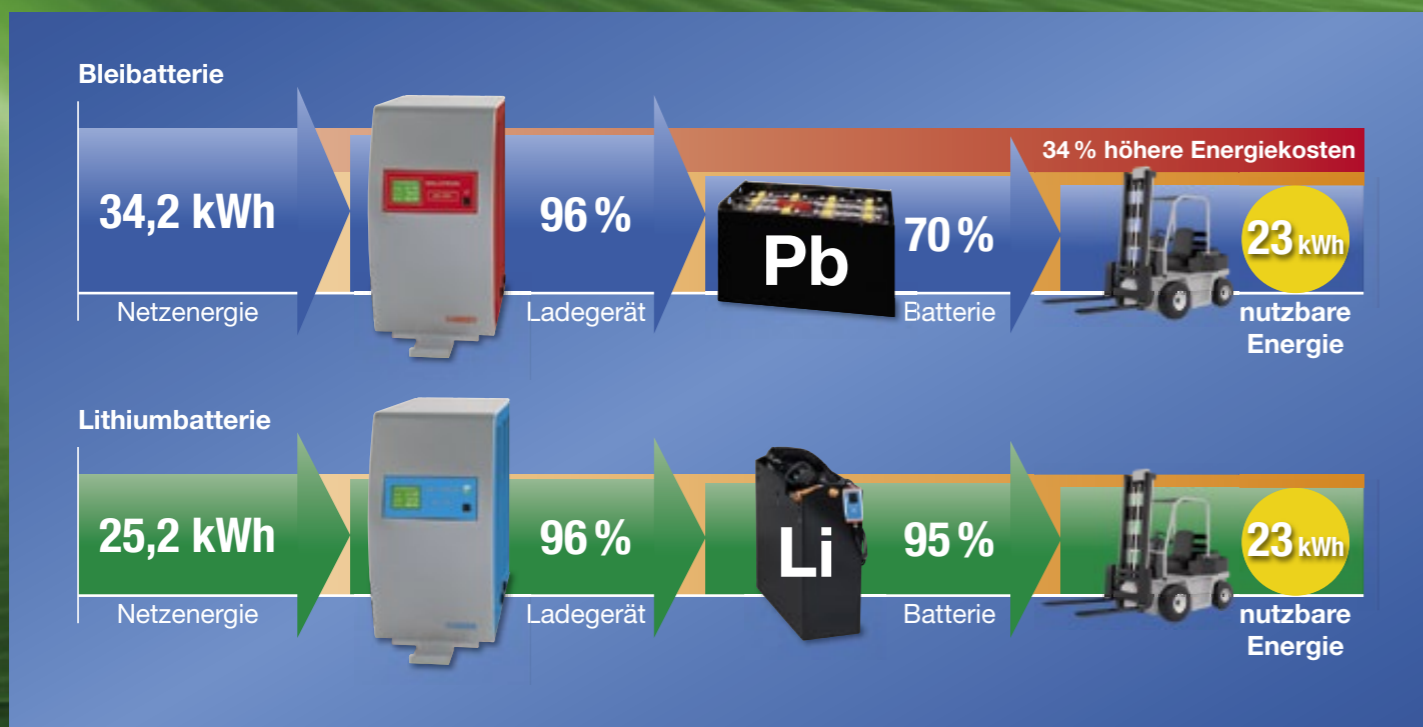 Bleibatterie
34 % höhere Energiekosten
34,2 kWh
96 %
Pb
70 %
23 kWh
Netzenergie
Ladegerät
Batterie
nutzbare
Energie
Lithiumbatterie
25,2 kWh
96 %
Li
95 %
23 kWh
Netzenergie
Ladegerät
Batterie
nutzbare
Energie